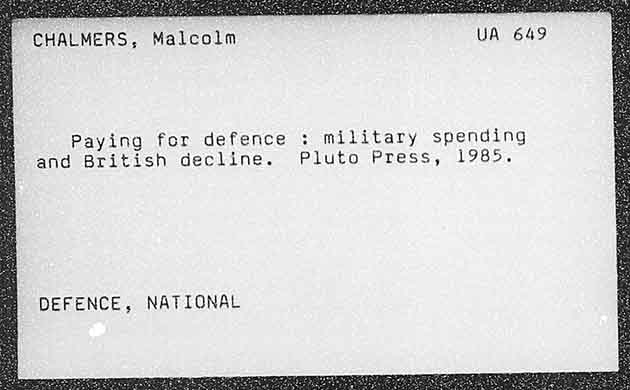 CHALMERS, Malcolm UA 649
Paying for defence : military spending
and British decline. Pluto Press, 1985.
DEFENCE, NATIONAL